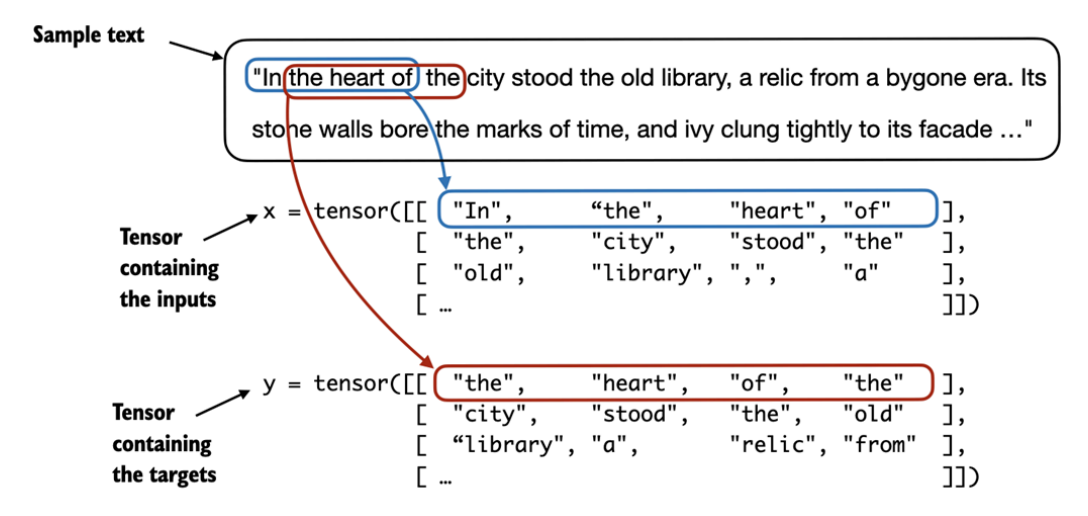 Sample text
"In the heart of the city stood the old library, a relic from a bygone era. Its
stone walls bore the marks of time, and ivy clung tightly to its facade …"
x = tensor([[ "In", “the", "heart", "of" ],
[ "the", "city", "stood", "the" ],
[ "old", "library", ",", "a" ],
[ … ]])
Tensor
containing
the inputs
y = tensor([[ "the", "heart", "of", "the" ],
[ "city", "stood", "the", "old" ],
[ “library", "a", "relic", "from" ],
[ … ]])
Tensor
containing
the targets